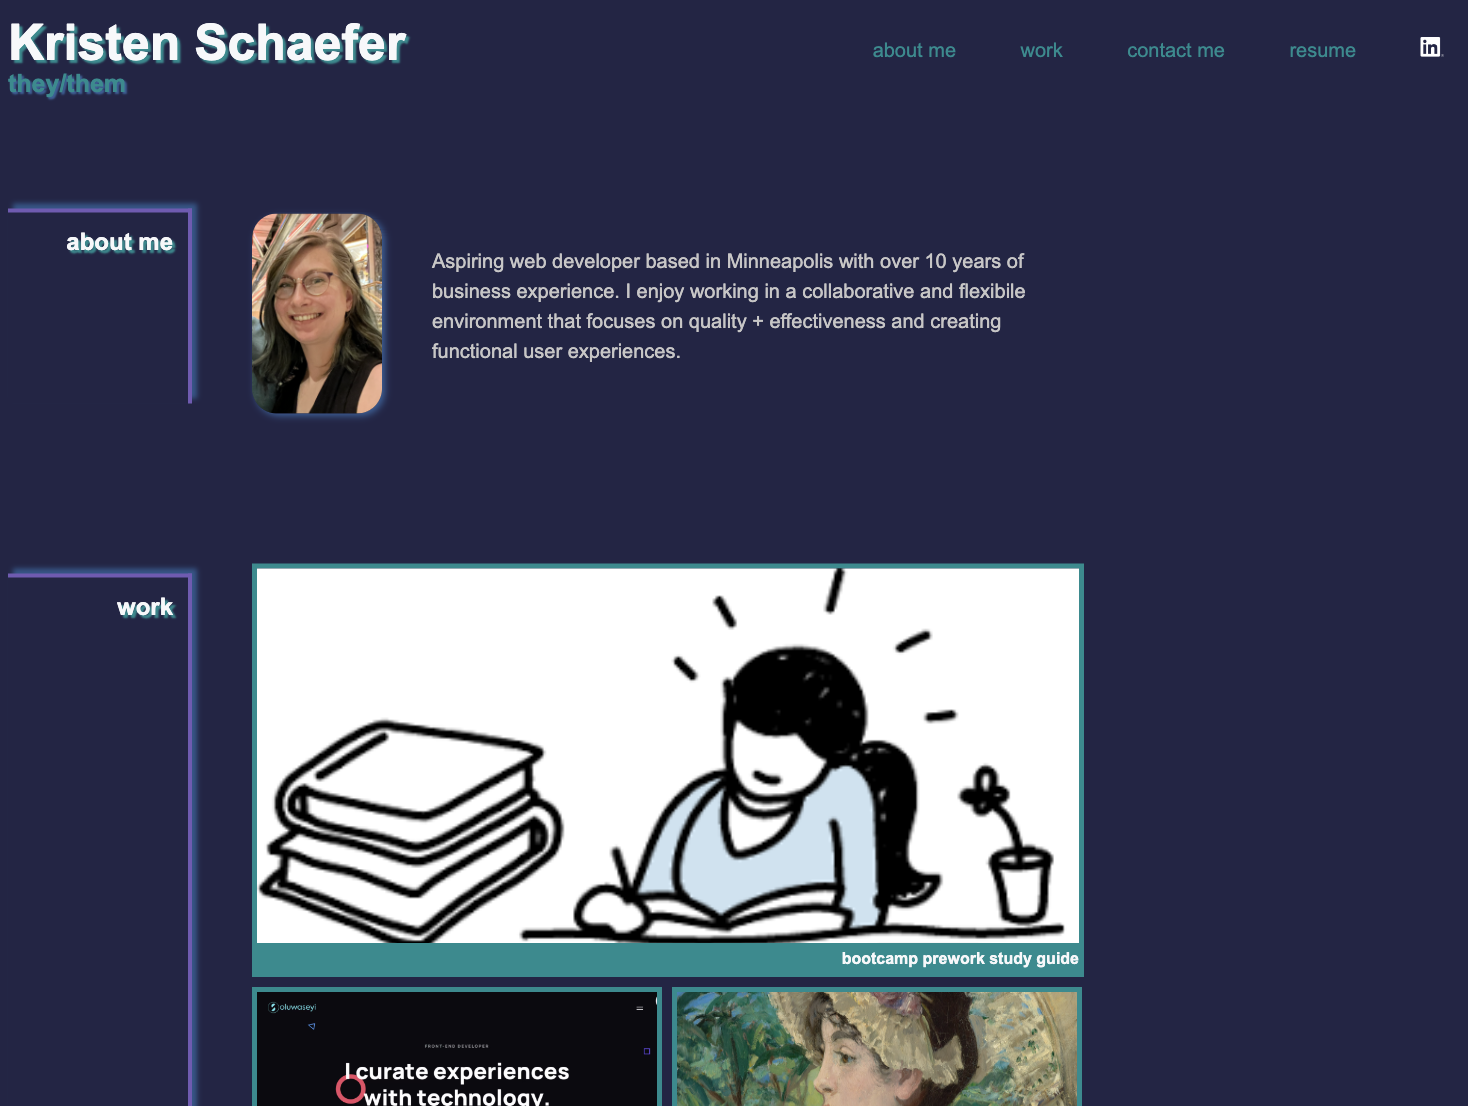 Kristen Schaefer
they/them
about me
work
contact me
resume
in
about me
Aspiring web developer based in Minneapolis with over 10 years of
business experience. I enjoy working in a collaborative and flexibile
environment that focuses on quality + effectiveness and creating
functional user experiences.
work
bootcamp prework study guide
oluwaseyi
FRONT-END DEVELOPER
I curate experiences
with technology.